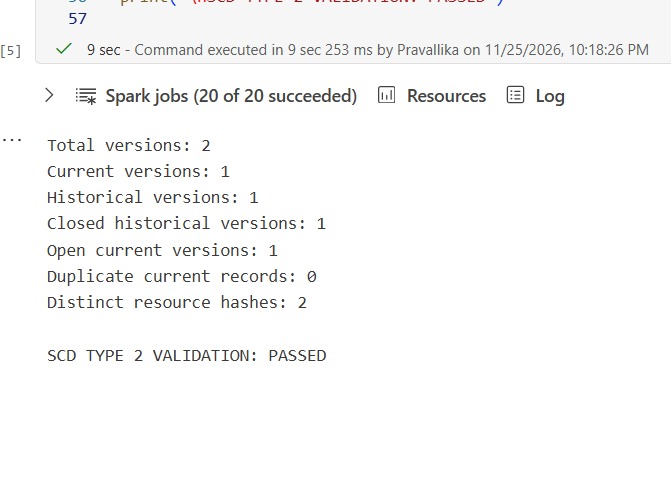 57
[5] 9 sec - Command executed in 9 sec 253 ms by Pravallika on 11/25/2026, 10:18:26 PM
Spark jobs (20 of 20 succeeded) Resources Log
...
Total versions: 2
Current versions: 1
Historical versions: 1
Closed historical versions: 1
Open current versions: 1
Duplicate current records: 0
Distinct resource hashes: 2
SCD TYPE 2 VALIDATION: PASSED